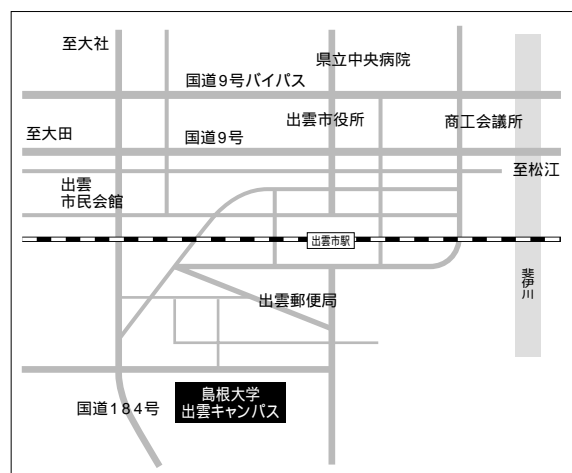 至大社
県立中央病院
国道9号バイパス
出雲市役所
商工会議所
至大田
国道9号
至松江
出雲
市民会館
出雲市駅
斐伊川
出雲郵便局
島根大学
出雲キャンパス
国道184号